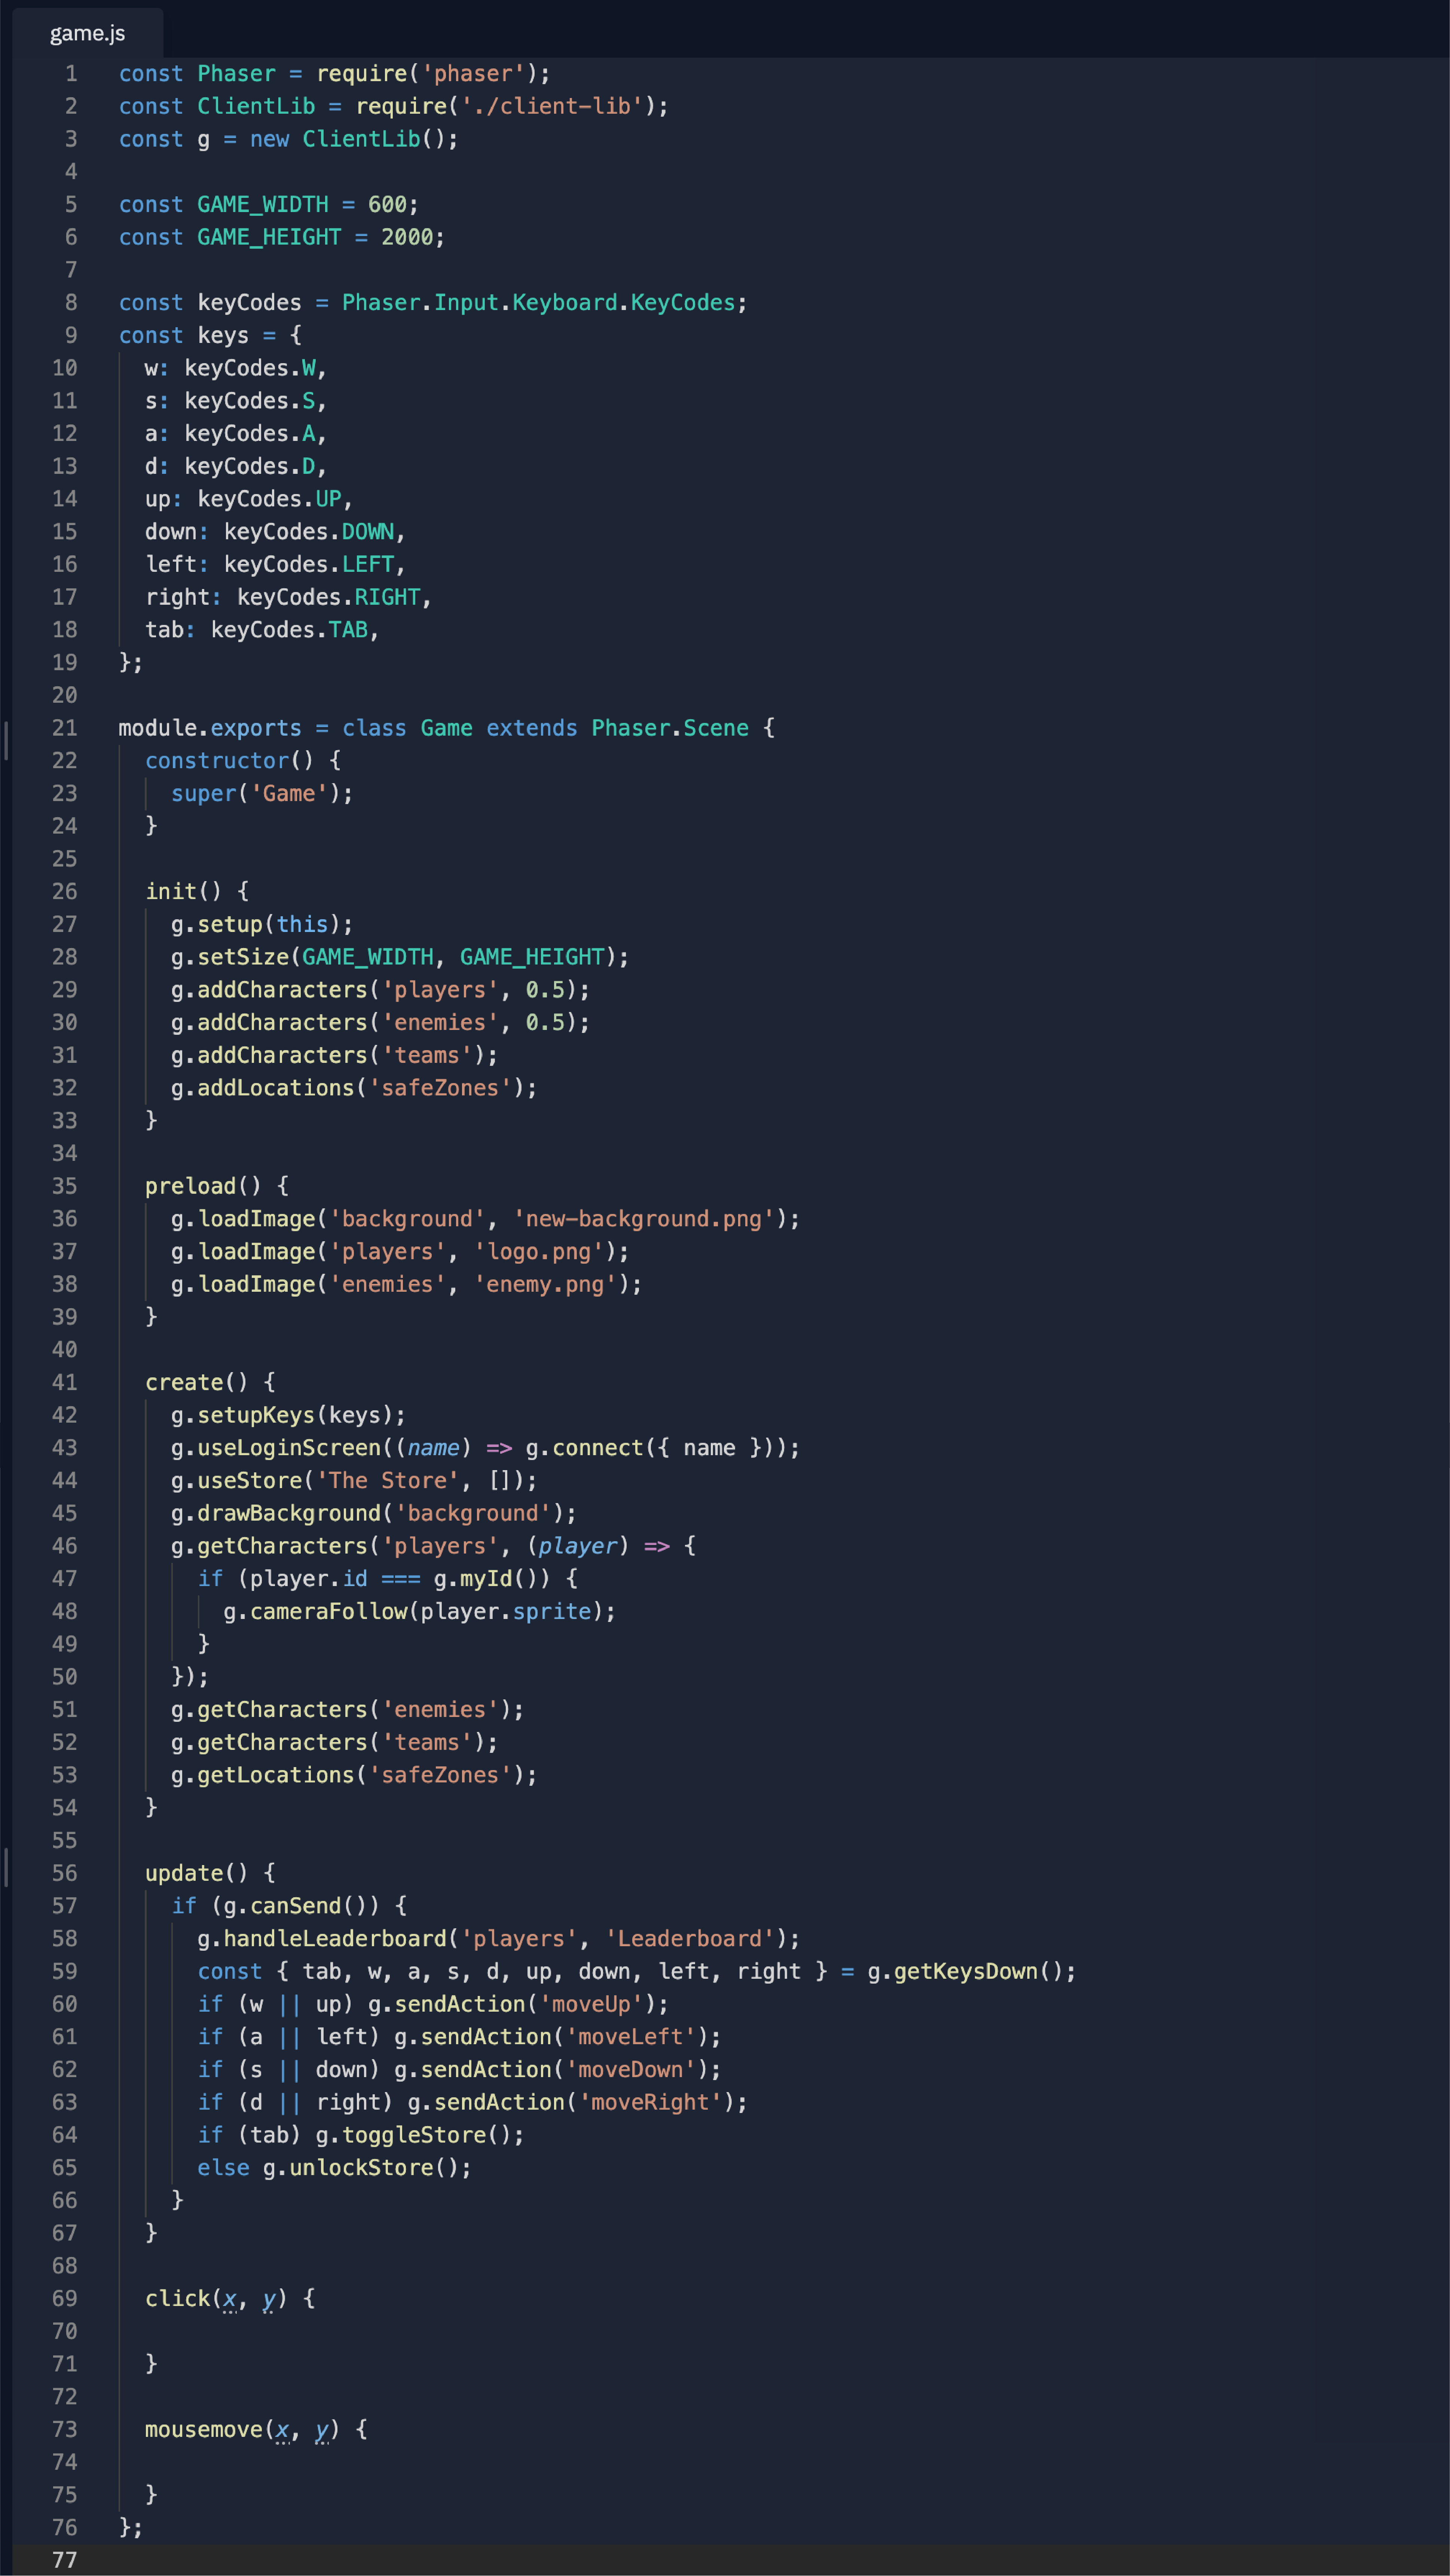 game.js
1 const Phaser = require('phaser');
2 const ClientLib = require('./client-lib');
3 const g = new ClientLib();
4
5 const GAME_WIDTH = 600;
6 const GAME_HEIGHT = 2000;
7
8 const keyCodes = Phaser.Input.Keyboard.KeyCodes;
9 const keys = {
10   w: keyCodes.W,
11   s: keyCodes.S,
12   a: keyCodes.A,
13   d: keyCodes.D,
14   up: keyCodes.UP,
15   down: keyCodes.DOWN,
16   left: keyCodes.LEFT,
17   right: keyCodes.RIGHT,
18   tab: keyCodes.TAB,
19 };
20
21 module.exports = class Game extends Phaser.Scene {
22   constructor() {
23     super('Game');
24   }
25
26   init() {
27     g.setup(this);
28     g.setSize(GAME_WIDTH, GAME_HEIGHT);
29     g.addCharacters('players', 0.5);
30     g.addCharacters('enemies', 0.5);
31     g.addCharacters('teams');
32     g.addLocations('safeZones');
33   }
34
35   preload() {
36     g.loadImage('background', 'new-background.png');
37     g.loadImage('players', 'logo.png');
38     g.loadImage('enemies', 'enemy.png');
39   }
40
41   create() {
42     g.setupKeys(keys);
43     g.useLoginScreen((name) => g.connect({ name }));
44     g.useStore('The Store', []);
45     g.drawBackground('background');
46     g.getCharacters('players', (player) => {
47       if (player.id === g.myId()) {
48         g.cameraFollow(player.sprite);
49       }
50     });
51     g.getCharacters('enemies');
52     g.getCharacters('teams');
53     g.getLocations('safeZones');
54   }
55
56   update() {
57     if (g.canSend()) {
58       g.handleLeaderboard('players', 'Leaderboard');
59       const { tab, w, a, s, d, up, down, left, right } = g.getKeysDown();
60       if (w || up) g.sendAction('moveUp');
61       if (a || left) g.sendAction('moveLeft');
62       if (s || down) g.sendAction('moveDown');
63       if (d || right) g.sendAction('moveRight');
64       if (tab) g.toggleStore();
65       else g.unlockStore();
66     }
67   }
68
69   click(x, y) {
70
71   }
72
73   mousemove(x, y) {
74
75   }
76 };
77